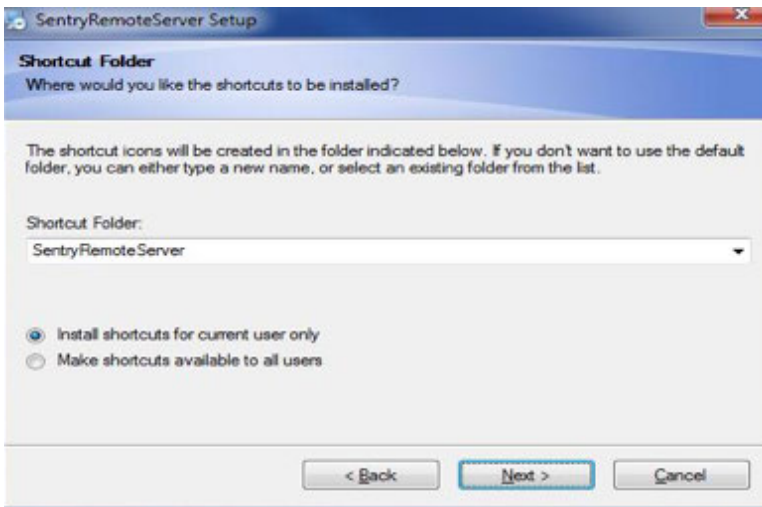 SentryRemoteServer Setup
Shortcut Folder
Where would you like the shortcuts to be installed?
The shortcut icons will be created in the folder indicated below. If you don't want to use the default
folder, you can either type a new name, or select an existing folder from the list.
Shortcut Folder:
SentryRemoteServer
Install shortcuts for current user only
Make shortcuts available to all users
< Back Next > Cancel